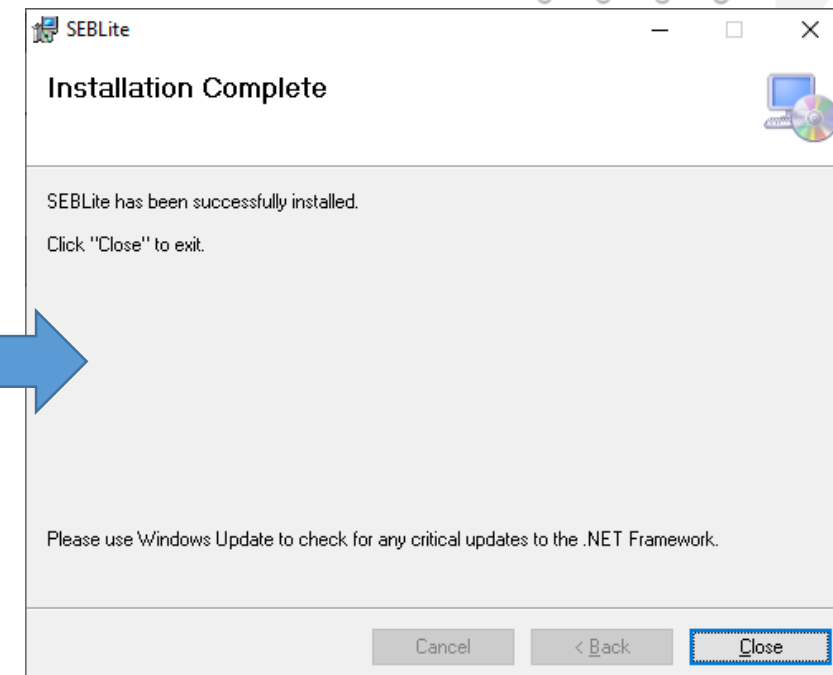 SEBLite
Installation Complete
SEBLite has been successfully installed.
Click "Close" to exit.
Please use Windows Update to check for any critical updates to the .NET Framework.
Cancel
< Back
Close